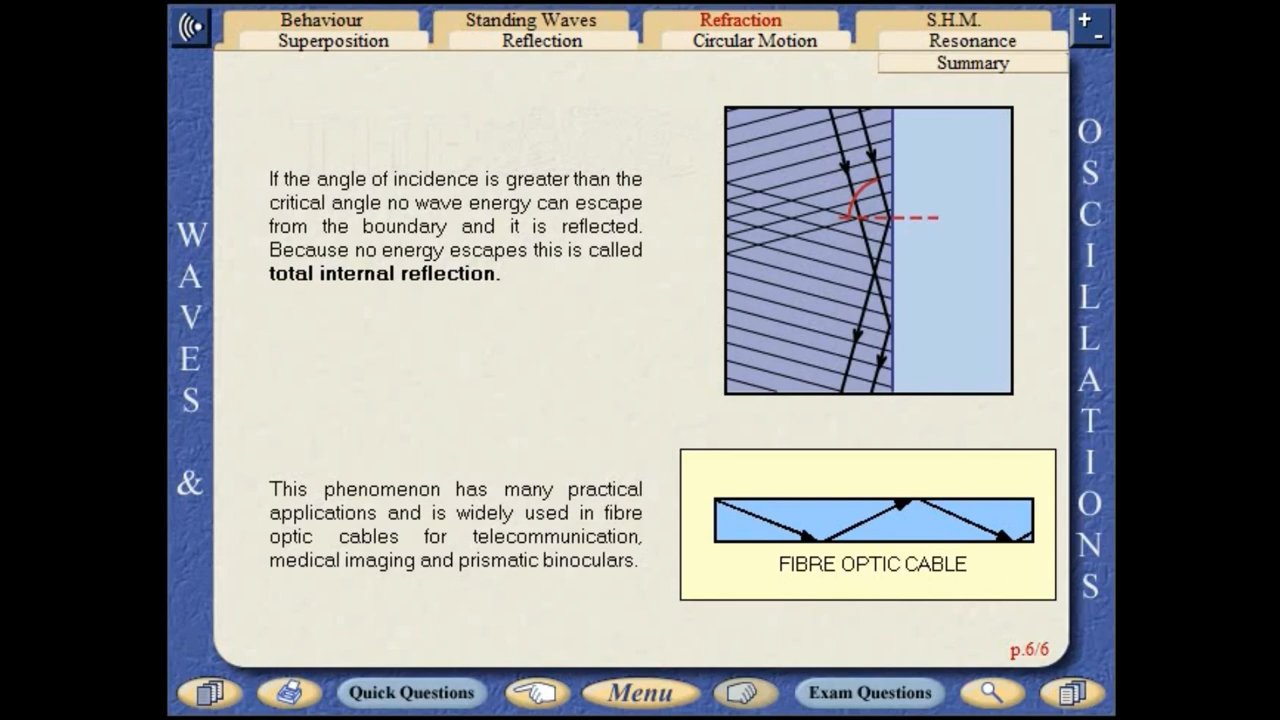 Behaviour
Standing Waves
Refraction
S.H.M.
Superposition
Reflection
Circular Motion
Resonance
Summary
+
-
WAVES &
OSCILLATIONS
If the angle of incidence is greater than the
critical angle no wave energy can escape
from the boundary and it is reflected.
Because no energy escapes this is called
total internal reflection.
This phenomenon has many practical
applications and is widely used in fibre
optic cables for telecommunication,
medical imaging and prismatic binoculars.
FIBRE OPTIC CABLE
p.6/6
Quick Questions
Menu
Exam Questions